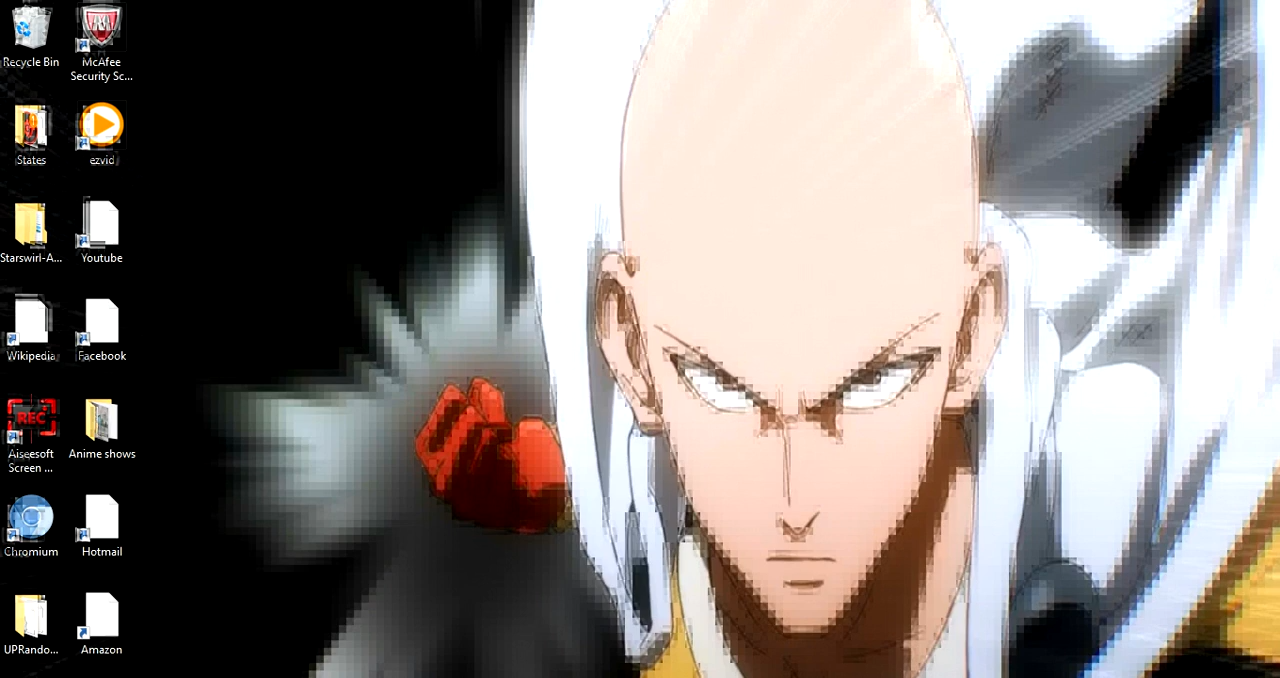 Recycle Bin
McAfee
Security Sc...
States
ezvid
Starswirl-A...
Youtube
Wikipedia
Facebook
REC
Aiseesoft
Screen ...
Anime shows
Chromium
Hotmail
UPRando...
Amazon